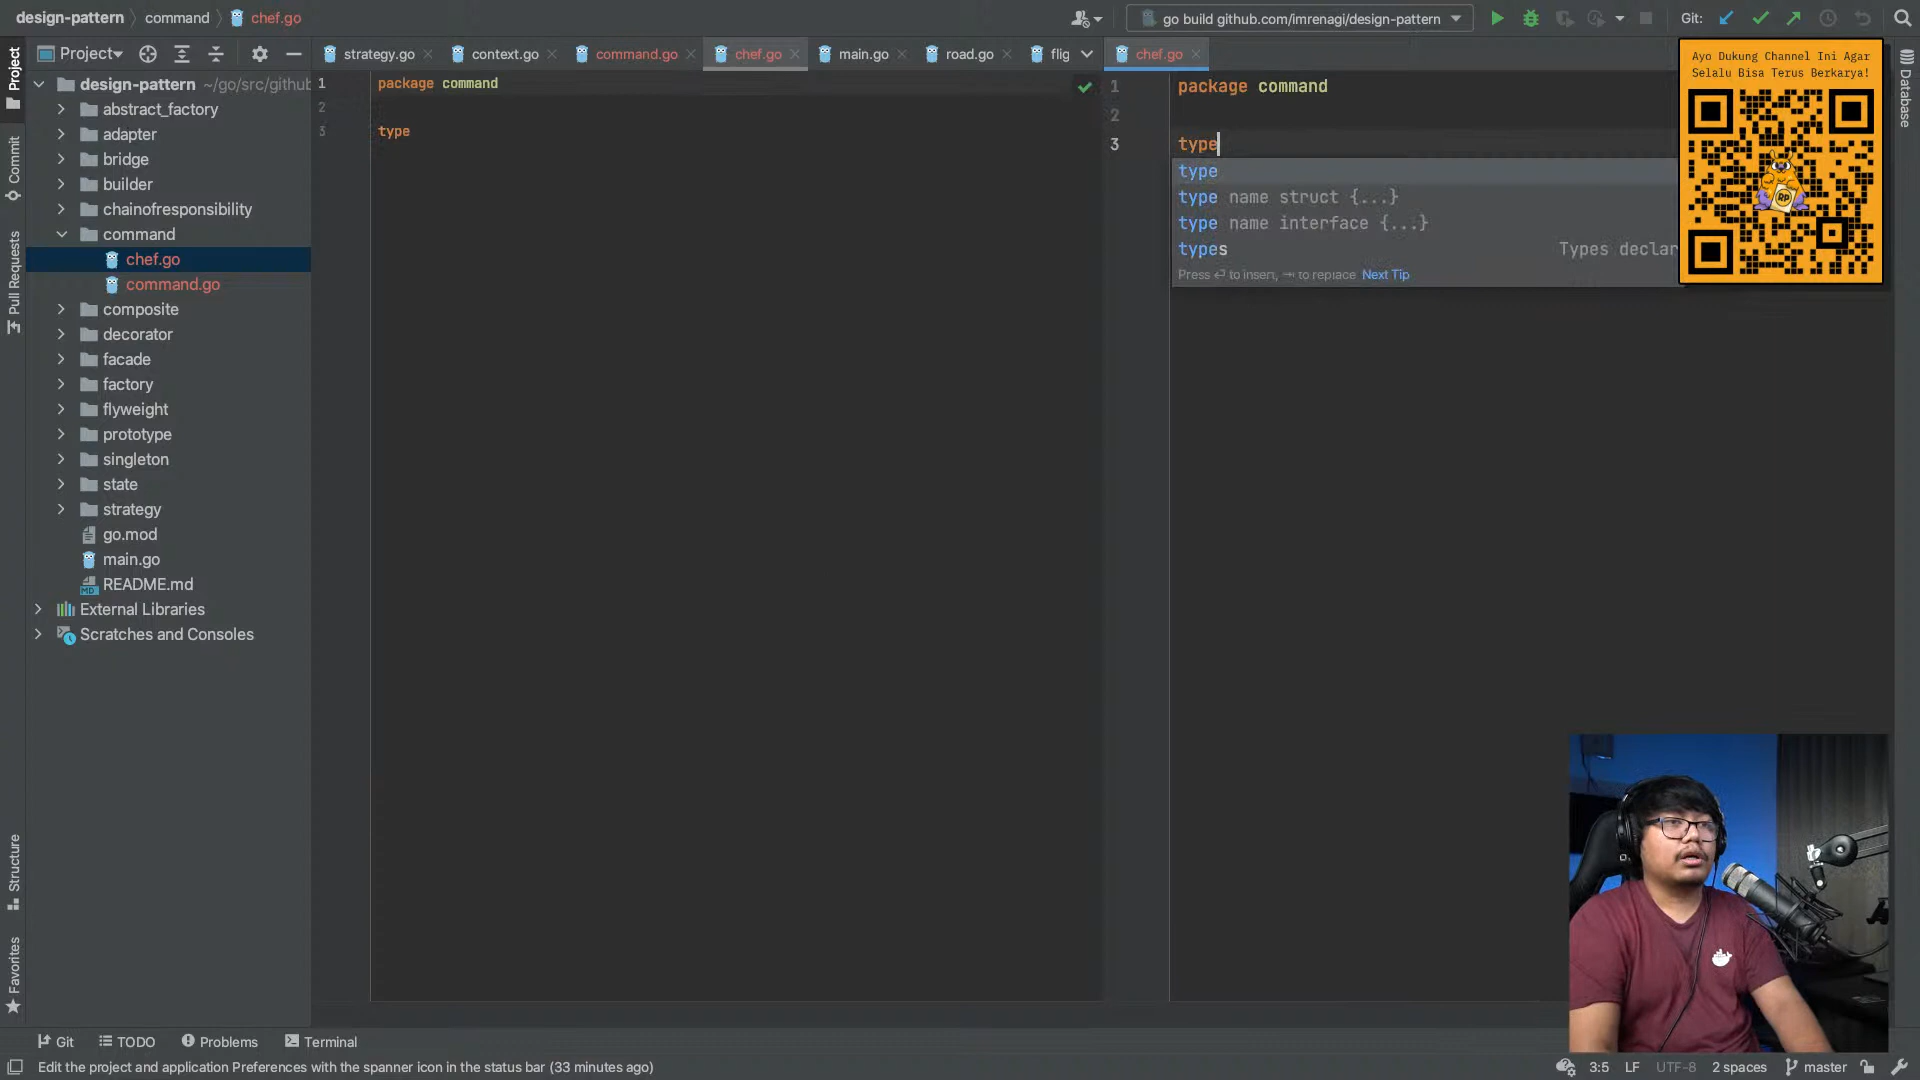 design-pattern command chef.go
go build github.com/imrenagi/design-pattern
Git:
Project
strategy.go
context.go
command.go
chef.go
main.go
road.go
flig
chef.go
Ayo Dukung Channel Ini Agar
Selalu Bisa Terus Berkarya!
RP
Project
Commit
Pull Requests
Structure
Favorites
Database
design-pattern ~/go/src/github
abstract_factory
adapter
bridge
builder
chainofresponsibility
command
chef.go
command.go
composite
decorator
facade
factory
flyweight
prototype
singleton
state
strategy
go.mod
main.go
MD README.md
External Libraries
Scratches and Consoles
1 package command
2
3 type
1 package command
2
3 type
type
type name struct {...}
type name interface {...}
types Types declar
Press ⏎ to insert, ⇥ to replace Next Tip
Git
TODO
Problems
Terminal
Edit the project and application Preferences with the spanner icon in the status bar (33 minutes ago)
3:5 LF UTF-8 2 spaces master